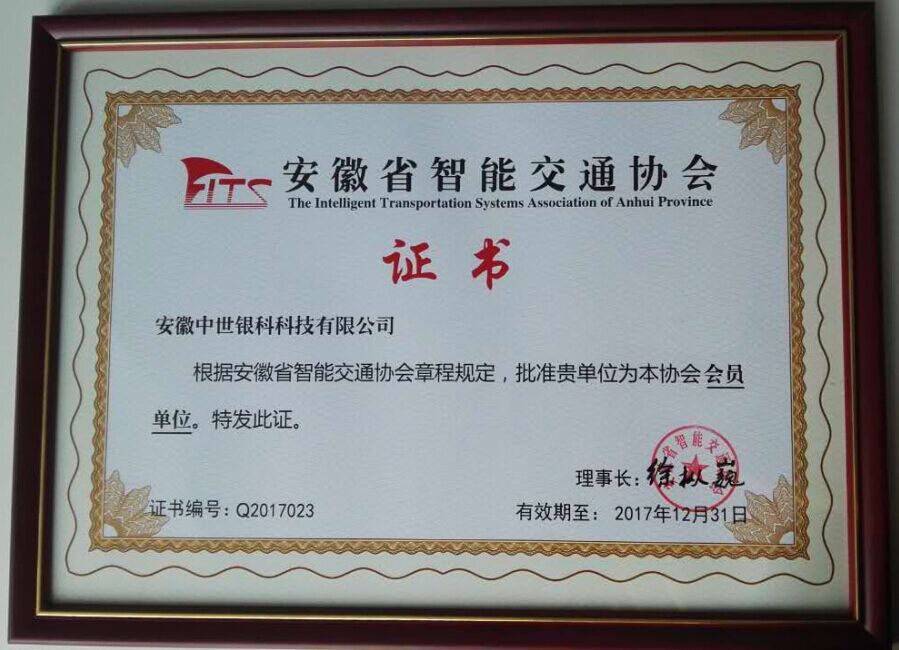 AITS 安徽省智能交通协会
The Intelligent Transportation Systems Association of Anhui Province
证书
安徽中世银科科技有限公司
根据安徽省智能交通协会章程规定，批准贵单位为本协会 会员
单位。特发此证。
理事长：徐枞巍
证书编号：Q2017023
有效期至： 2017年12月31日